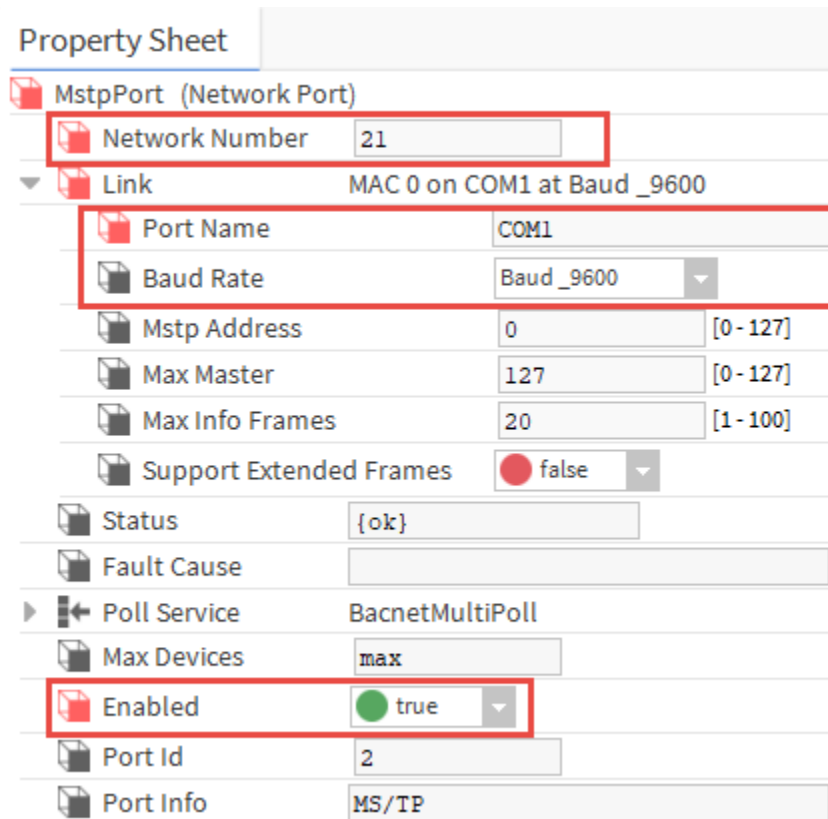 Property Sheet
MstpPort (Network Port)
Network Number 21
Link MAC 0 on COM1 at Baud _9600
Port Name COM1
Baud Rate Baud _9600
Mstp Address 0 [0 - 127]
Max Master 127 [0 - 127]
Max Info Frames 20 [1 - 100]
Support Extended Frames false
Status {ok}
Fault Cause
Poll Service BacnetMultiPoll
Max Devices max
Enabled true
Port Id 2
Port Info MS/TP